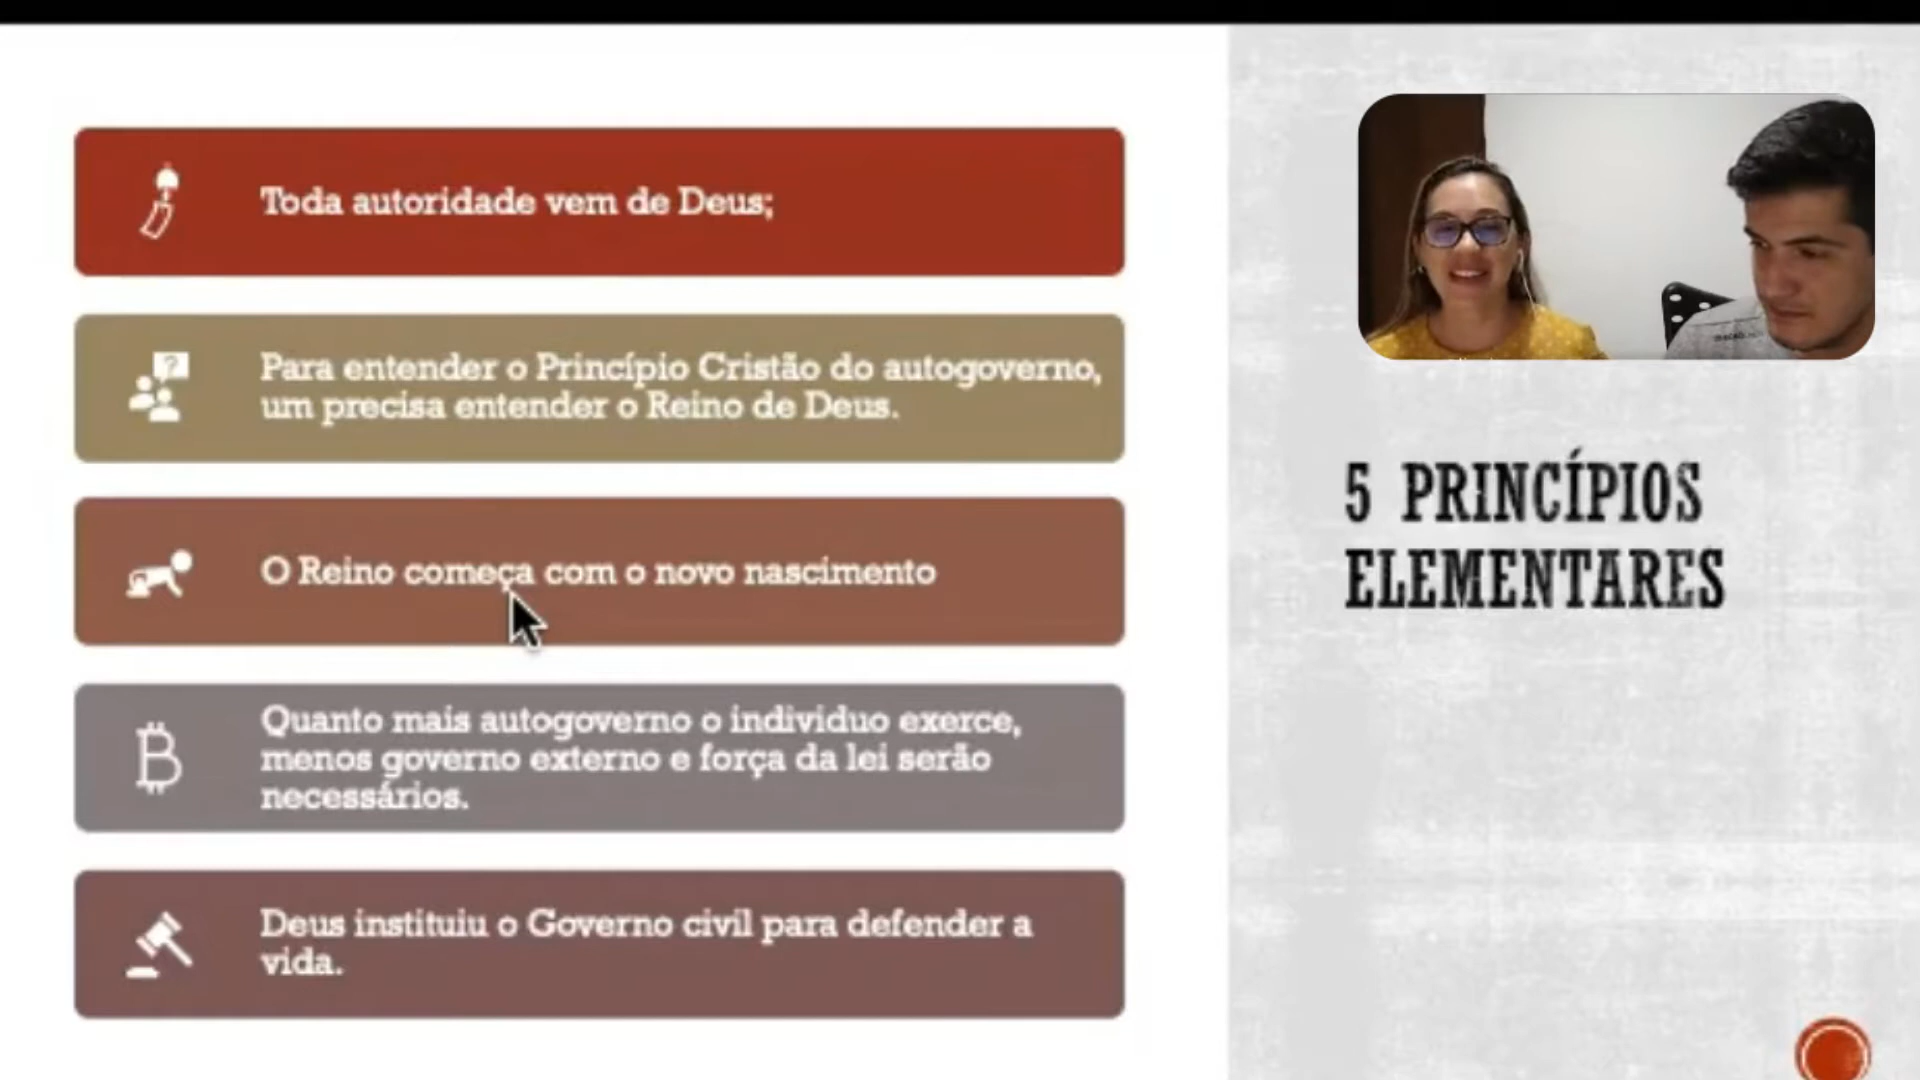 Toda autoridade vem de Deus;
Para entender o Princípio Cristão do autogoverno,
um precisa entender o Reino de Deus.
O Reino começa com o novo nascimento
Quanto mais autogoverno o individuo exerce,
menos governo externo e força da lei serão
necessários.
Deus instituiu o Governo civil para defender a
vida.
5 PRINCÍPIOS
ELEMENTARES